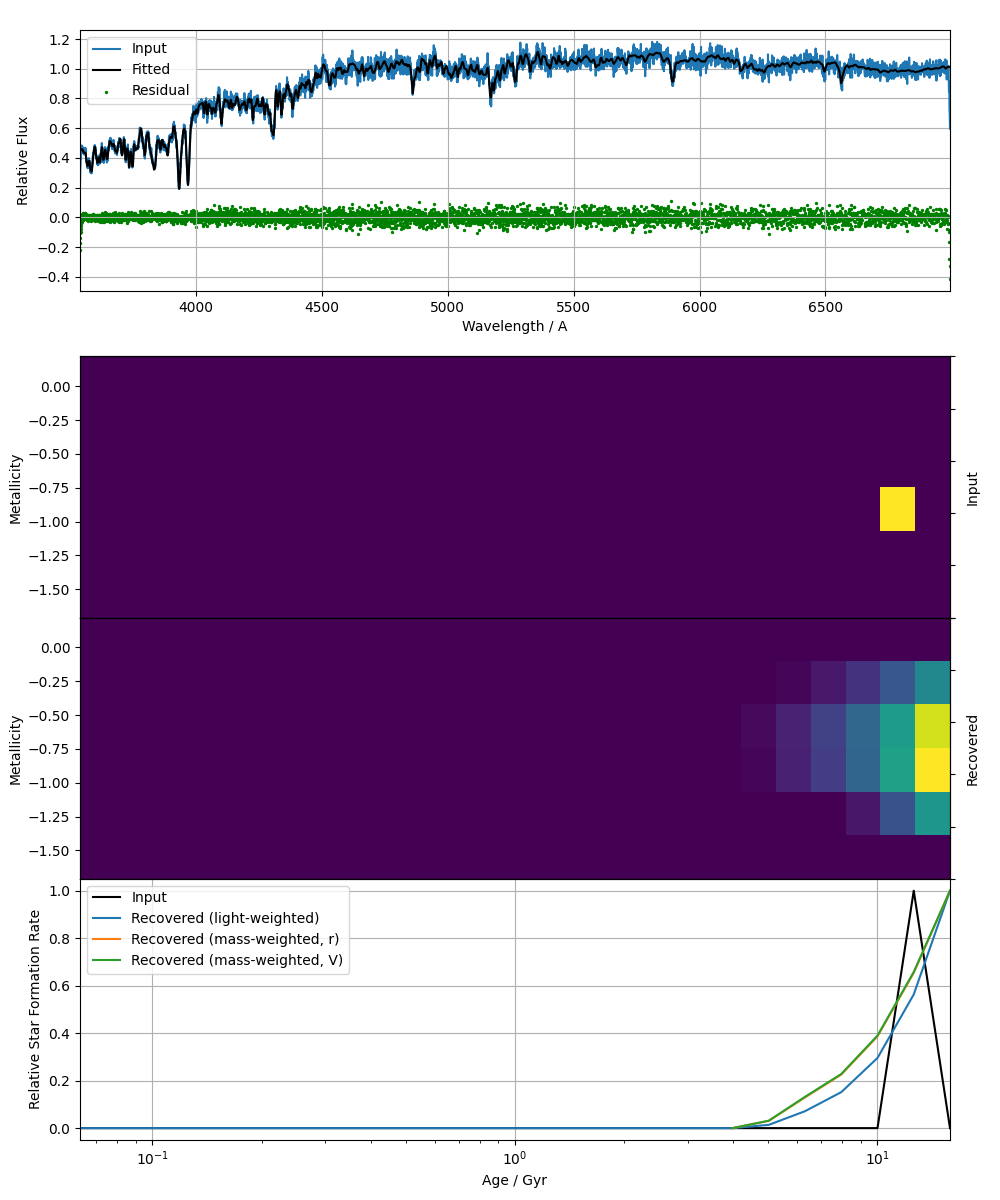 1.2
1.0
0.8
0.6
0.4
0.2
0.0
−0.2
−0.4
Relative Flux
Input
Fitted
Residual
4000 4500 5000 5500 6000 6500
Wavelength / A
0.00
−0.25
−0.50
−0.75
−1.00
−1.25
−1.50
Metallicity
Input
0.00
−0.25
−0.50
−0.75
−1.00
−1.25
−1.50
Metallicity
Recovered
1.0
0.8
0.6
0.4
0.2
0.0
Relative Star Formation Rate
Input
Recovered (light-weighted)
Recovered (mass-weighted, r)
Recovered (mass-weighted, V)
10⁻¹ 10⁰ 10¹
Age / Gyr